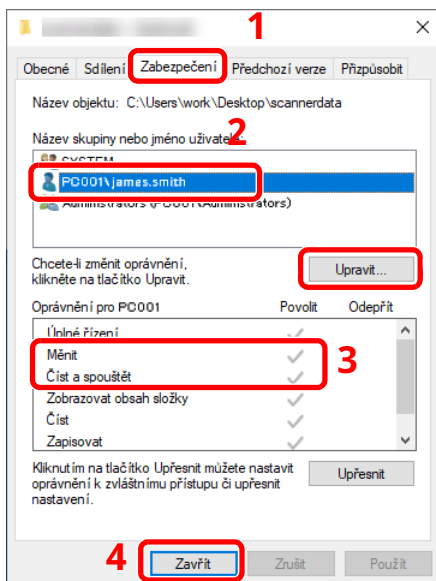 1
Obecné Sdílení Zabezpečení Předchozí verze Přizpůsobit
Název objektu: C:\Users\work\Desktop\scannerdata
Název skupiny nebo jméno uživatele:
2
SYSTEM
PC001\james.smith
Administrators (PC001\Administrators)
Chcete-li změnit oprávnění,
klikněte na tlačítko Upravit.
Upravit...
Oprávnění pro PC001 Povolit Odepřít
Úplné řízení
Měnit
Číst a spouštět
3
Zobrazovat obsah složky
Číst
Zapisovat
Kliknutím na tlačítko Upřesnit můžete nastavit
oprávnění k zvláštnímu přístupu či upřesnit
nastavení.
Upřesnit
4
Zavřít Zrušit Použít